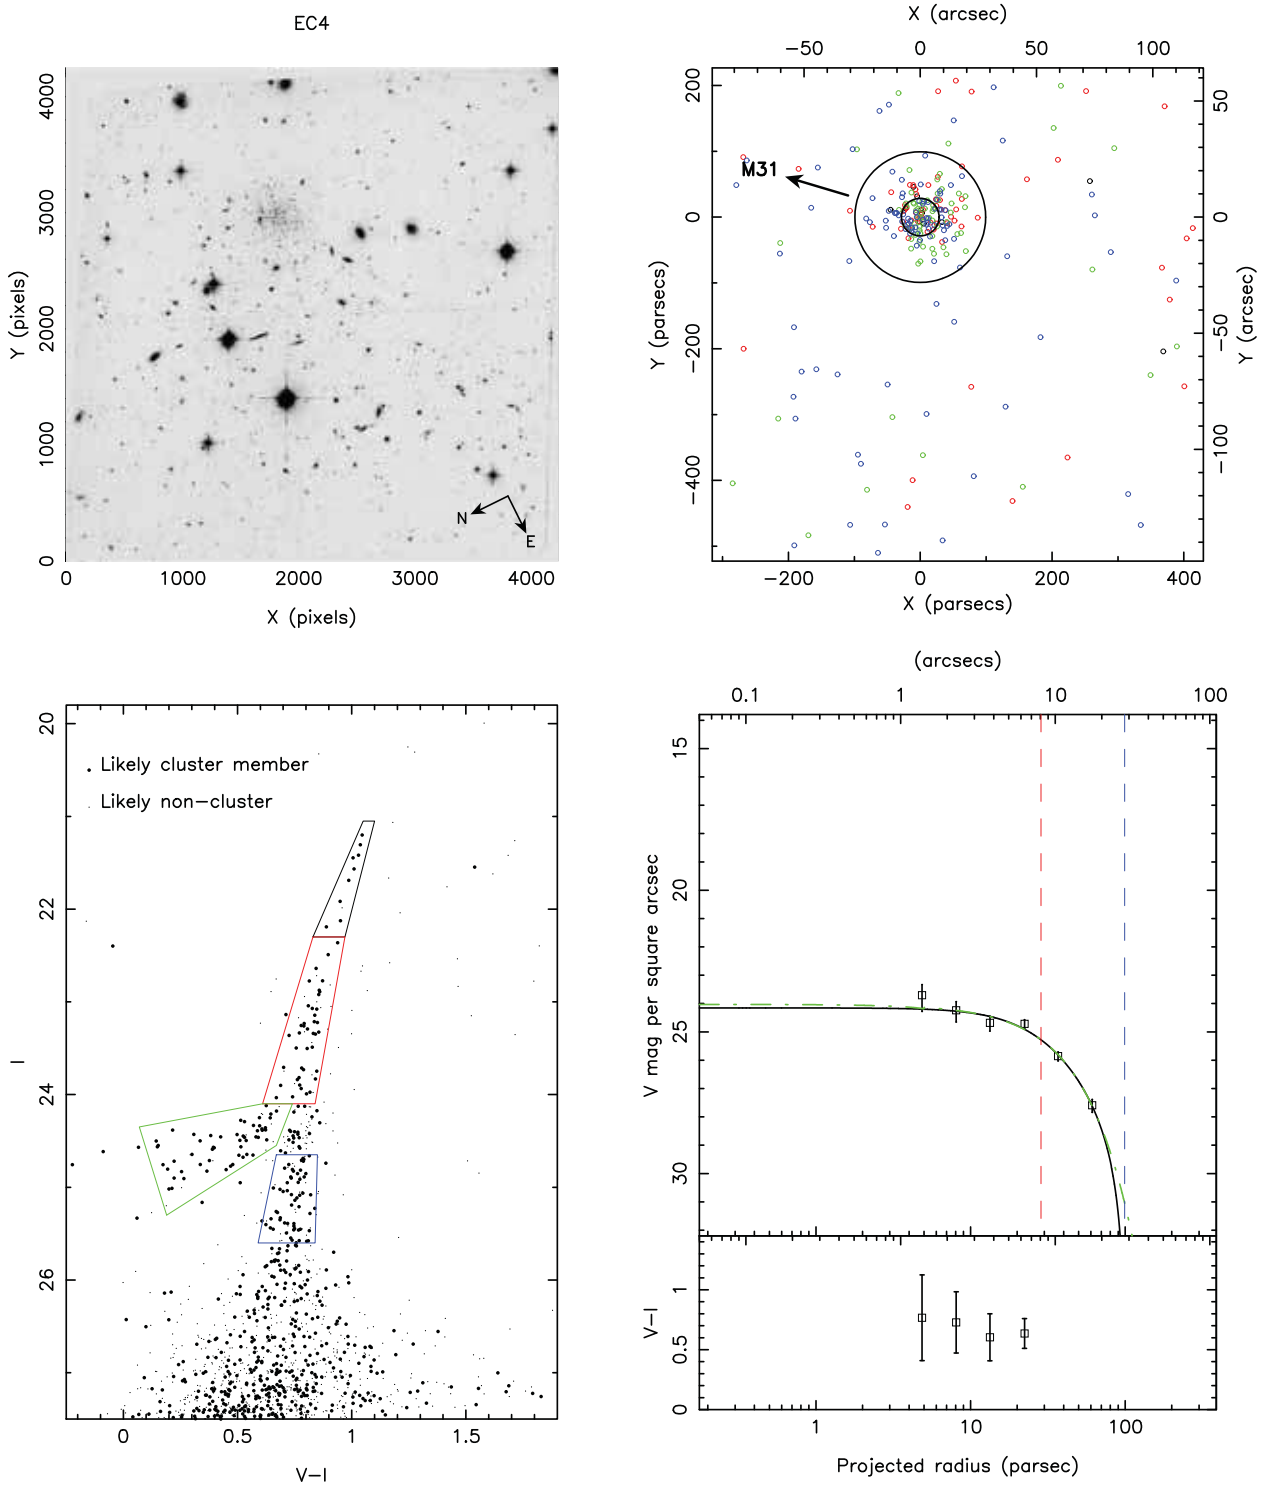 EC4
4000
3000
2000
1000
0
Y (pixels)
0 1000 2000 3000 4000
X (pixels)
N
E
X (arcsec)
−50 0 50 100
200
0
−200
−400
Y (parsecs)
M31
50
0
−50
−100
Y (arcsec)
−200 0 200 400
X (parsecs)
20
22
24
26
I
Likely cluster member
Likely non−cluster
0 0.5 1 1.5
V−I
(arcsecs)
0.1 1 10 100
15
20
25
30
V mag per square arcsec
1
0.5
0
V−I
1 10 100
Projected radius (parsec)